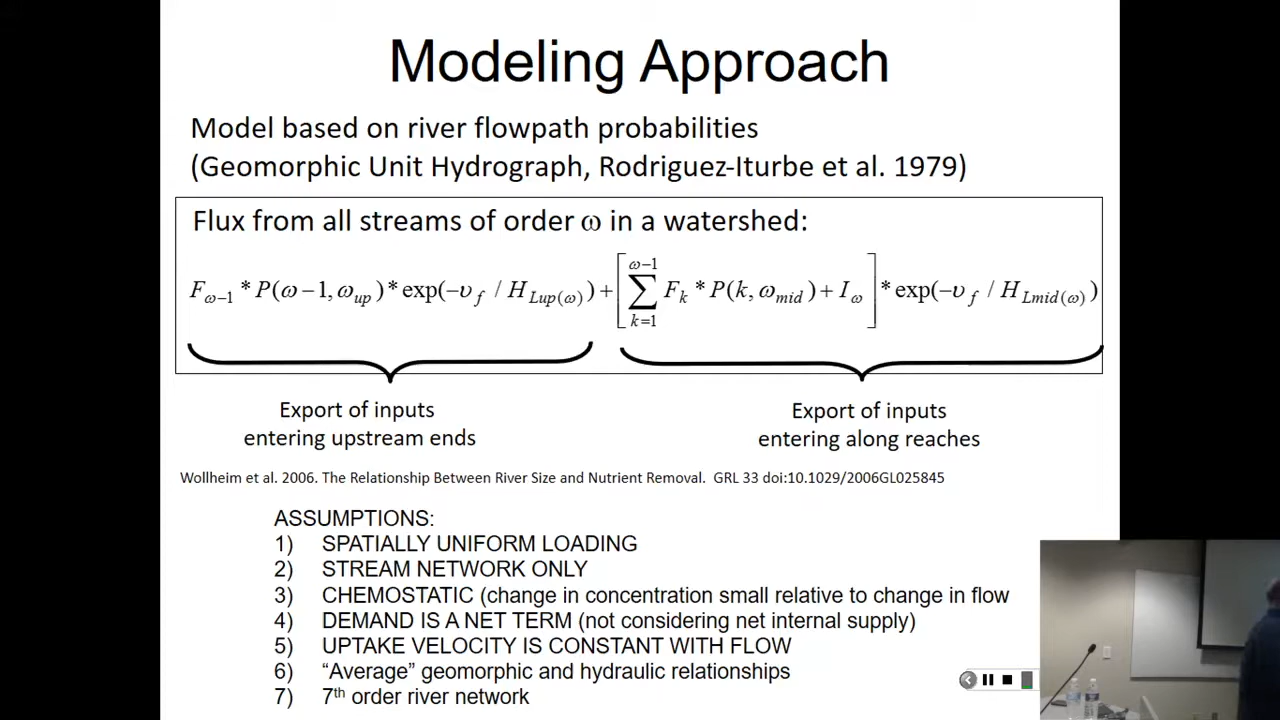 Modeling Approach
Model based on river flowpath probabilities
(Geomorphic Unit Hydrograph, Rodriguez-Iturbe et al. 1979)
Flux from all streams of order ω in a watershed:
F_{ω−1} * P(ω−1, ω_{up}) * exp(−υ_f / H_{Lup(ω)}) + [∑_{k=1}^{ω−1} F_k * P(k, ω_{mid}) + I_ω] * exp(−υ_f / H_{Lmid(ω)})
Export of inputs
entering upstream ends
Export of inputs
entering along reaches
Wollheim et al. 2006. The Relationship Between River Size and Nutrient Removal. GRL 33 doi:10.1029/2006GL025845
ASSUMPTIONS:
1) SPATIALLY UNIFORM LOADING
2) STREAM NETWORK ONLY
3) CHEMOSTATIC (change in concentration small relative to change in flow
4) DEMAND IS A NET TERM (not considering net internal supply)
5) UPTAKE VELOCITY IS CONSTANT WITH FLOW
6) “Average” geomorphic and hydraulic relationships
7) 7th order river network